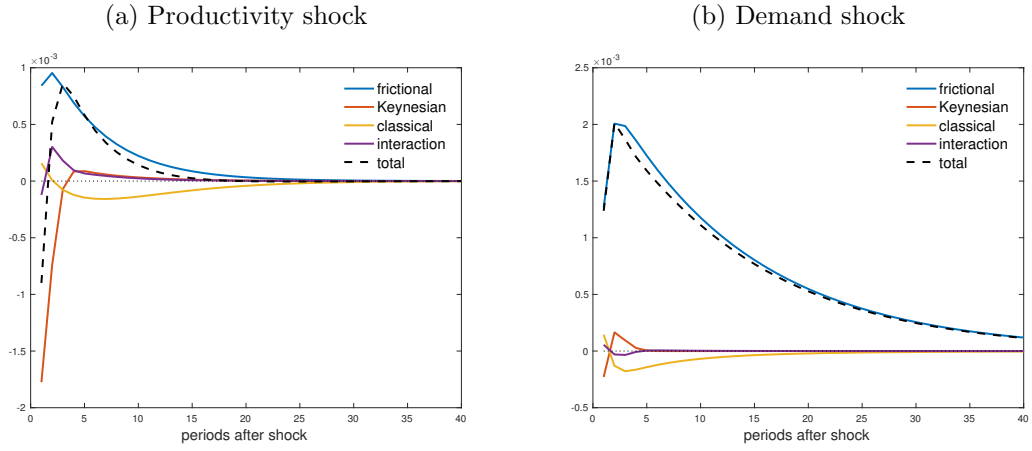 (a) Productivity shock
×10⁻³
1
0.5
0
-0.5
-1
-1.5
-2
0 5 10 15 20 25 30 35 40
periods after shock
frictional
Keynesian
classical
interaction
total
(b) Demand shock
×10⁻³
2.5
2
1.5
1
0.5
0
-0.5
0 5 10 15 20 25 30 35 40
periods after shock
frictional
Keynesian
classical
interaction
total